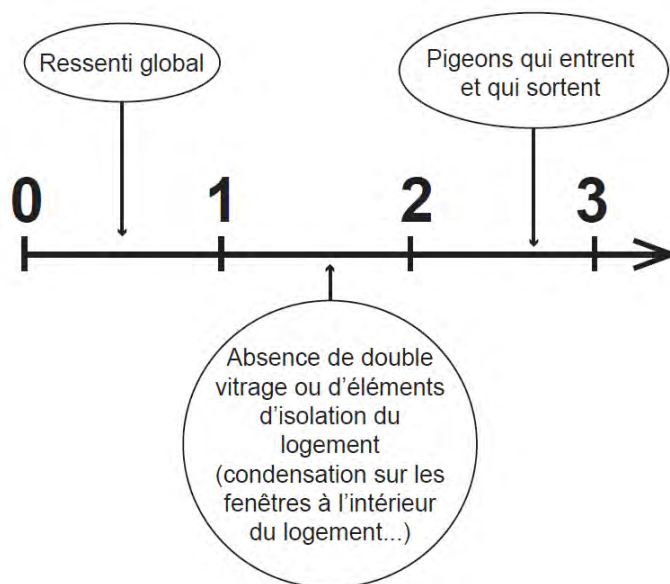 Ressenti global
Pigeons qui entrent
et qui sortent
0
1
2
3
Absence de double
vitrage ou d'éléments
d'isolation du
logement
(condensation sur les
fenêtres à l'intérieur
du logement...)